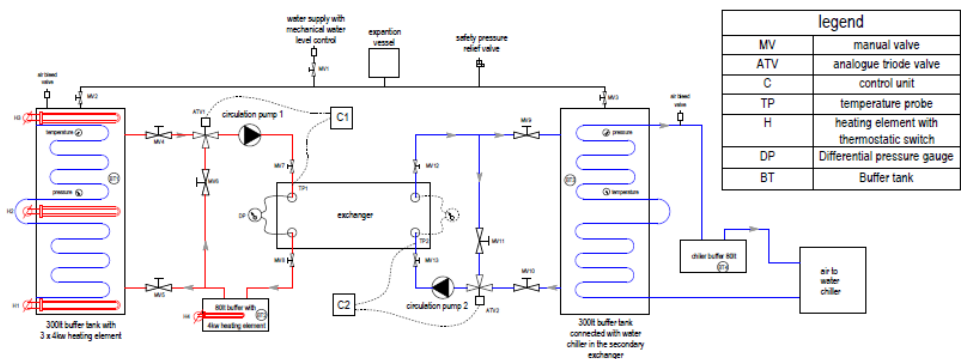 water supply with
mechanical water
level control
expantion
vessel
safety pressure
relief valve
legend
MV manual valve
ATV analogue triode valve
C control unit
TP temperature probe
H heating element with
thermostatic switch
DP Differential pressure gauge
BT Buffer tank
air bleed
valve
MV2
MV1
MV3
air bleed
valve
H3
temperature
ATV1
circulation pump 1
C1
MV4
MV9
pressure
MV7
MV12
MV6
TP1
pressure
temperature
H2
DP
exchanger
TP2
MV11
chiller buffer 60lt
air to
water
chiller
MV8
MV13
MV5
MV10
H1
H4
60lt buffer with
4kw heating element
C2
circulation pump 2
ATV2
300lt buffer tank with
3 x 4kw heating element
300lt buffer tank
connected with water
chiller in the secondary
exchanger